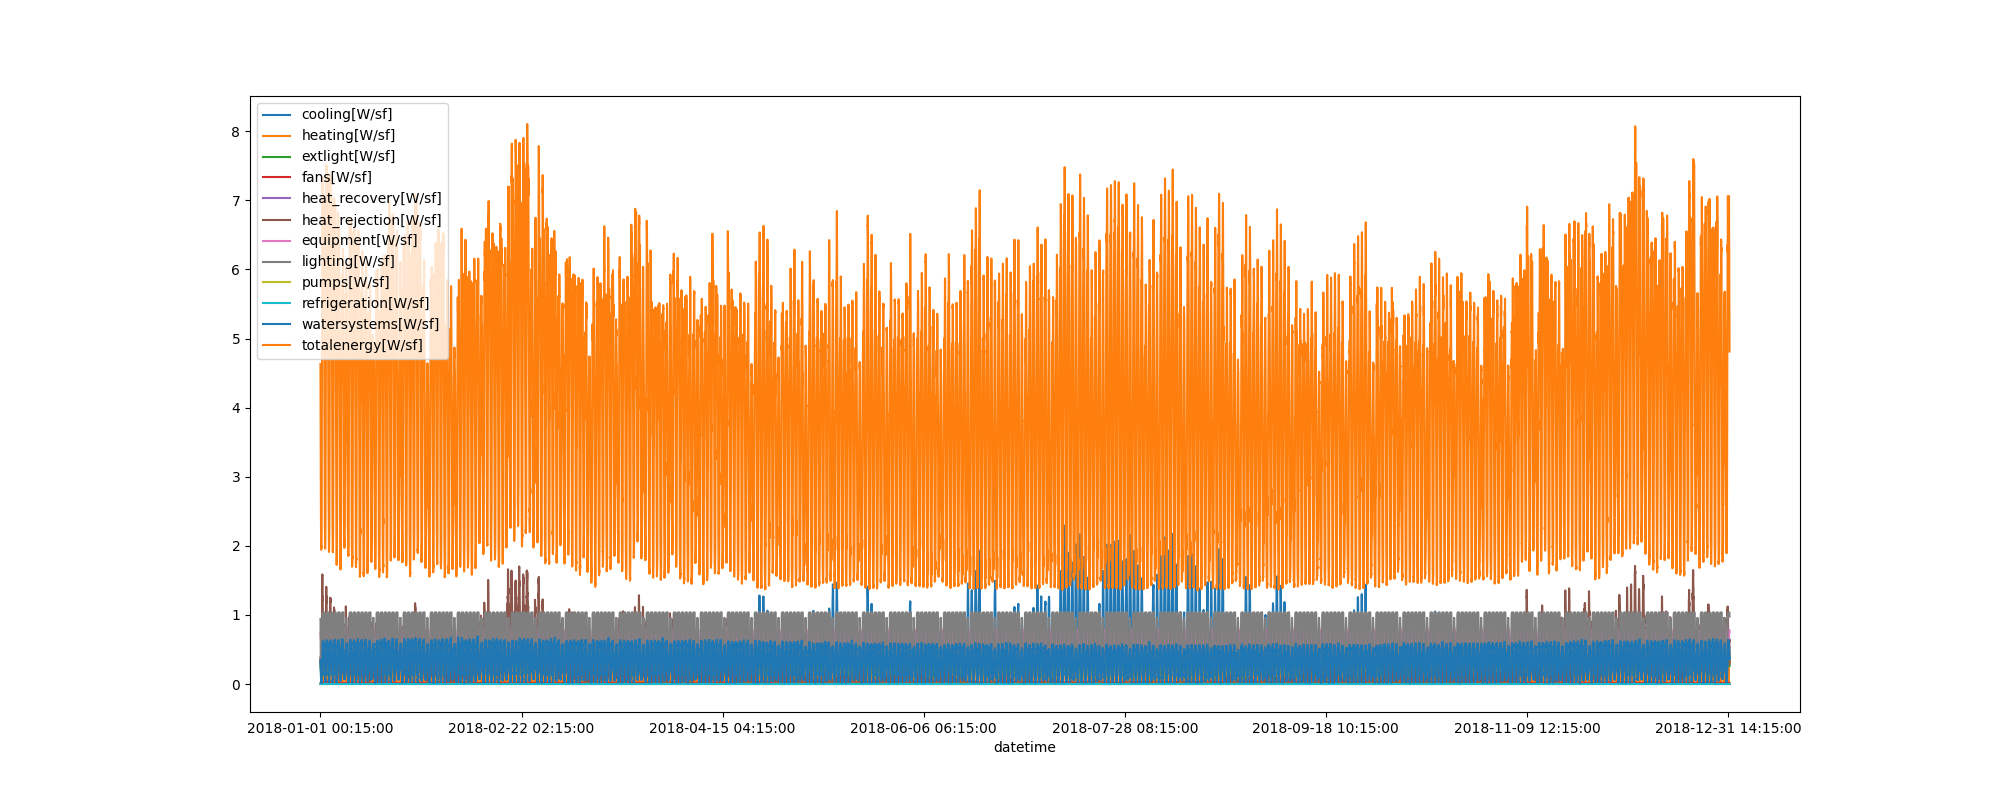 8
7
6
5
4
3
2
1
0
cooling[W/sf]
heating[W/sf]
extlight[W/sf]
fans[W/sf]
heat_recovery[W/sf]
heat_rejection[W/sf]
equipment[W/sf]
lighting[W/sf]
pumps[W/sf]
refrigeration[W/sf]
watersystems[W/sf]
totalenergy[W/sf]
2018-01-01 00:15:00 2018-02-22 02:15:00 2018-04-15 04:15:00 2018-06-06 06:15:00 2018-07-28 08:15:00 2018-09-18 10:15:00 2018-11-09 12:15:00 2018-12-31 14:15:00
datetime